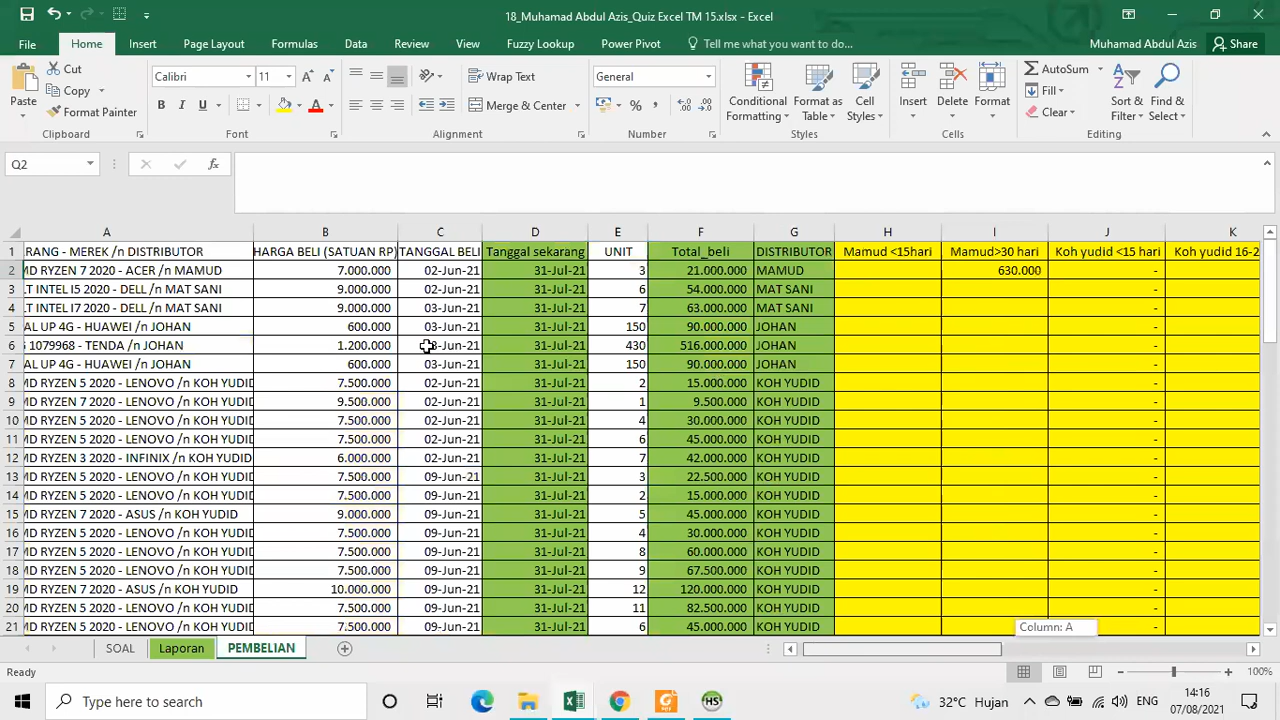 18_Muhamad Abdul Azis_Quiz Excel TM 15.xlsx - Excel
File Home Insert Page Layout Formulas Data Review View Fuzzy Lookup Power Pivot Tell me what you want to do... Muhamad Abdul Azis Share
Cut
Copy
Format Painter
Paste
Clipboard
Calibri 11
B I U
Font
Wrap Text
Merge & Center
Alignment
General
Number
Conditional Formatting
Format as Table
Cell Styles
Styles
Insert
Delete
Format
Cells
AutoSum
Fill
Clear
Sort & Filter
Find & Select
Editing
Q2
A B C D E F G H I J K
1 RANG - MEREK /n DISTRIBUTOR HARGA BELI (SATUAN RP) TANGGAL BELI Tanggal sekarang UNIT Total_beli DISTRIBUTOR Mamud <15hari Mamud>30 hari Koh yudid <15 hari Koh yudid 16-2
2 MD RYZEN 7 2020 - ACER /n MAMUD 7.000.000 02-Jun-21 31-Jul-21 3 21.000.000 MAMUD 630.000 -
3 LT INTEL I5 2020 - DELL /n MAT SANI 9.000.000 02-Jun-21 31-Jul-21 6 54.000.000 MAT SANI -
4 LT INTEL I7 2020 - DELL /n MAT SANI 9.000.000 03-Jun-21 31-Jul-21 7 63.000.000 MAT SANI -
5 AL UP 4G - HUAWEI /n JOHAN 600.000 03-Jun-21 31-Jul-21 150 90.000.000 JOHAN -
6 1079968 - TENDA /n JOHAN 1.200.000 -Jun-21 31-Jul-21 430 516.000.000 JOHAN -
7 AL UP 4G - HUAWEI /n JOHAN 600.000 03-Jun-21 31-Jul-21 150 90.000.000 JOHAN -
8 MD RYZEN 5 2020 - LENOVO /n KOH YUDID 7.500.000 02-Jun-21 31-Jul-21 2 15.000.000 KOH YUDID -
9 MD RYZEN 7 2020 - LENOVO /n KOH YUDID 9.500.000 02-Jun-21 31-Jul-21 1 9.500.000 KOH YUDID -
10 MD RYZEN 5 2020 - LENOVO /n KOH YUDID 7.500.000 02-Jun-21 31-Jul-21 4 30.000.000 KOH YUDID -
11 MD RYZEN 5 2020 - LENOVO /n KOH YUDID 7.500.000 02-Jun-21 31-Jul-21 6 45.000.000 KOH YUDID -
12 MD RYZEN 3 2020 - INFINIX /n KOH YUDID 6.000.000 02-Jun-21 31-Jul-21 7 42.000.000 KOH YUDID -
13 MD RYZEN 5 2020 - LENOVO /n KOH YUDID 7.500.000 09-Jun-21 31-Jul-21 3 22.500.000 KOH YUDID -
14 MD RYZEN 5 2020 - LENOVO /n KOH YUDID 7.500.000 09-Jun-21 31-Jul-21 2 15.000.000 KOH YUDID -
15 MD RYZEN 7 2020 - ASUS /n KOH YUDID 9.000.000 09-Jun-21 31-Jul-21 5 45.000.000 KOH YUDID -
16 MD RYZEN 5 2020 - LENOVO /n KOH YUDID 7.500.000 09-Jun-21 31-Jul-21 4 30.000.000 KOH YUDID -
17 MD RYZEN 5 2020 - LENOVO /n KOH YUDID 7.500.000 09-Jun-21 31-Jul-21 8 60.000.000 KOH YUDID -
18 MD RYZEN 5 2020 - LENOVO /n KOH YUDID 7.500.000 09-Jun-21 31-Jul-21 9 67.500.000 KOH YUDID -
19 MD RYZEN 7 2020 - ASUS /n KOH YUDID 10.000.000 09-Jun-21 31-Jul-21 12 120.000.000 KOH YUDID -
20 MD RYZEN 5 2020 - LENOVO /n KOH YUDID 7.500.000 09-Jun-21 31-Jul-21 11 82.500.000 KOH YUDID -
21 MD RYZEN 5 2020 - LENOVO /n KOH YUDID 7.500.000 09-Jun-21 31-Jul-21 6 45.000.000 KOH YUDID -
Column: A
SOAL Laporan PEMBELIAN
Ready 100%
Type here to search
HS
32°C Hujan
ENG
14:16
07/08/2021